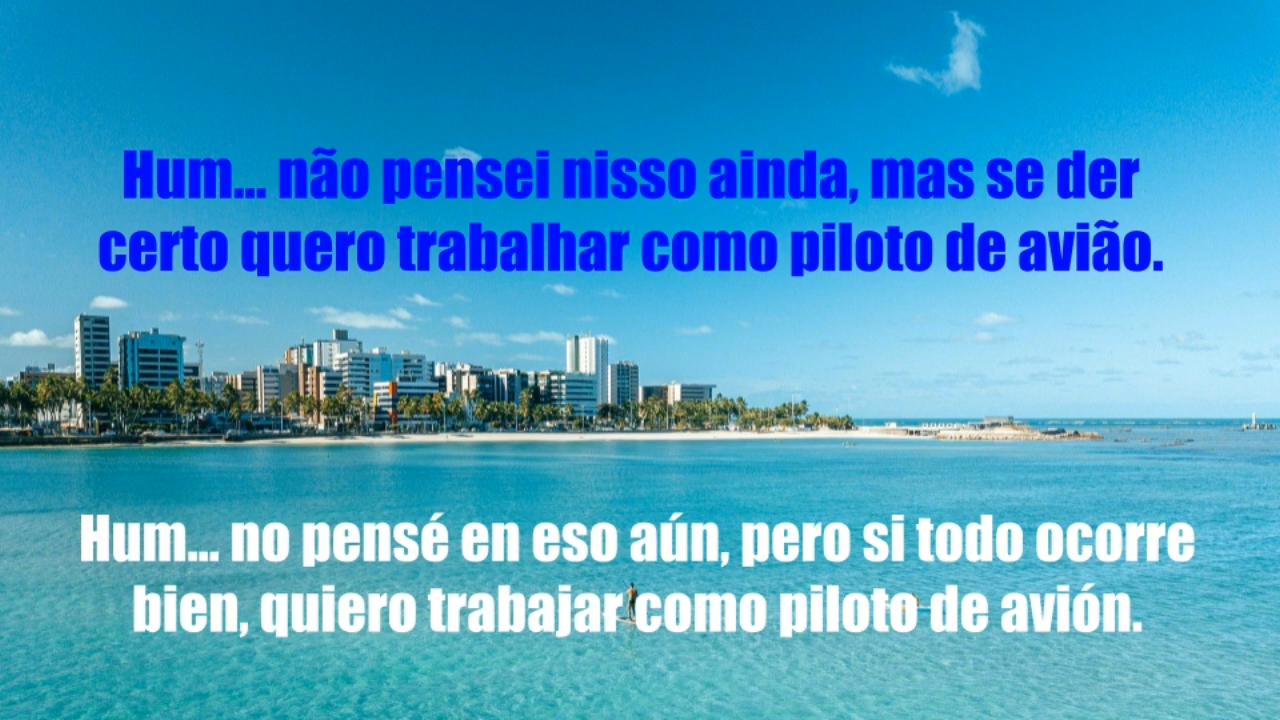 Hum... não pensei nisso ainda, mas se der
certo quero trabalhar como piloto de avião.
Hum... no pensé en eso aún, pero si todo ocorre
bien, quiero trabajar como piloto de avión.